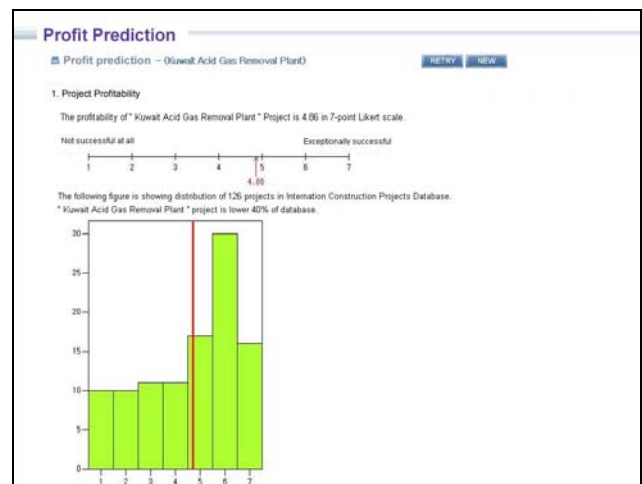 Profit Prediction
Profit prediction - (Kuwait Acid Gas Removal Plant)
RETRY NEW
1. Project Profitability
The profitability of " Kuwait Acid Gas Removal Plant " Project is 4.86 in 7-point Likert scale.
Not successful at all Exceptionally successful
1 2 3 4 5 6 7
4.86
The following figure is showing distribution of 126 projects in Internation Construction Projects Database.
" Kuwait Acid Gas Removal Plant " project is lower 40% of database.
30
25
20
15
10
5
0
1 2 3 4 5 6 7